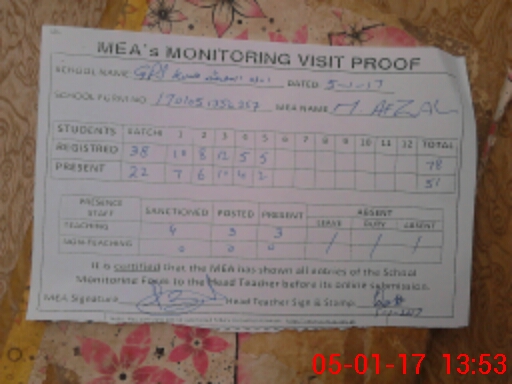 MEA's MONITORING VISIT PROOF
SCHOOL NAME GPS DATED 5-1-17
SCHOOL FORM NO. MEA NAME M AFZAL
STUDENTS KATCHI 1 2 3 4 5 6 7 8 9 10 11 12 TOTAL
REGISTRED 38 8 12 5 5 78
PRESENT 22 7 6 4 2 51
PRESENCE STAFF SANCTIONED POSTED PRESENT ABSENT
LEAVE DUTY ABSENT
TEACHING 4 3 3 / / /
NON-TEACHING 0 0 0 / / /
It is certified that the MEA has shown all entries of the School
Monitoring Form to the Head Teacher before its online submission.
MEA Signature Head Teacher Sign & Stamp
05-01-17 13:53